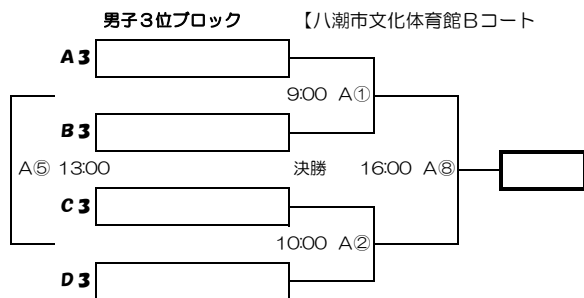 男子3位ブロック 【八潮市文化体育館Bコート
A3
9:00 A①
B3
A⑤ 13:00 決勝 16:00 A⑧
C3
10:00 A②
D3